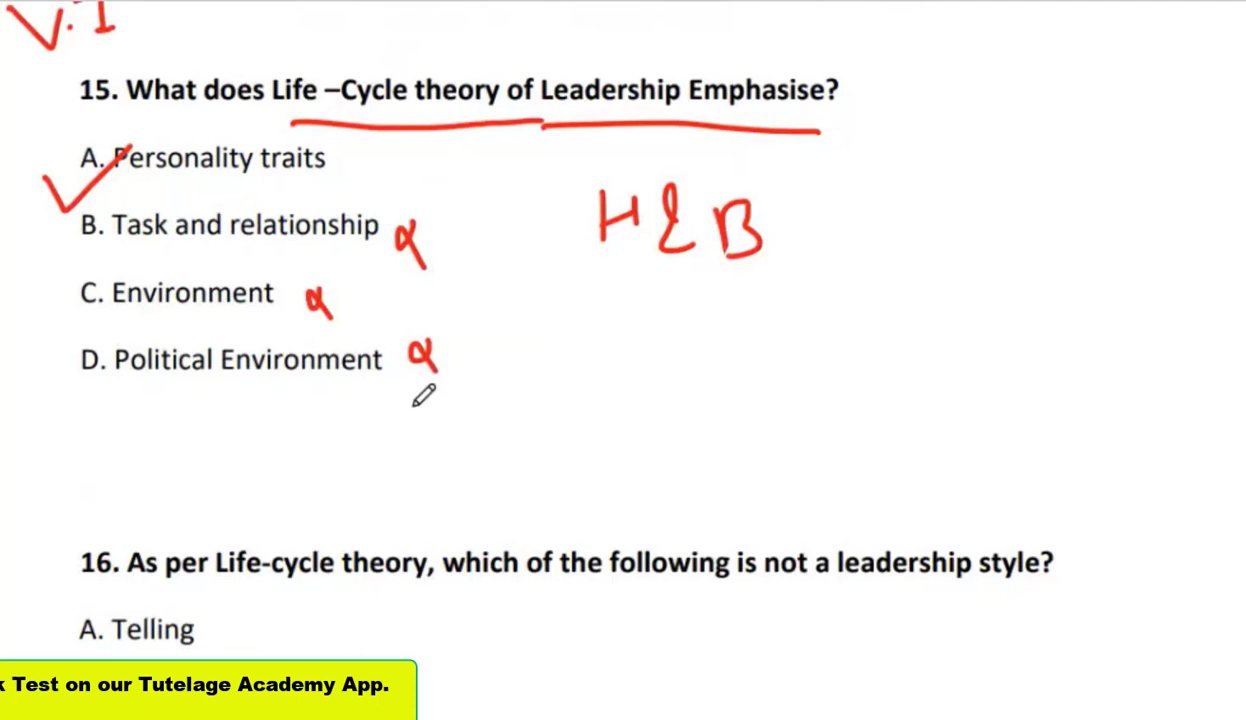 V. I
15. What does Life –Cycle theory of Leadership Emphasise?
A. Personality traits
H & B
B. Task and relationship
C. Environment
D. Political Environment
16. As per Life-cycle theory, which of the following is not a leadership style?
A. Telling
k Test on our Tutelage Academy App.